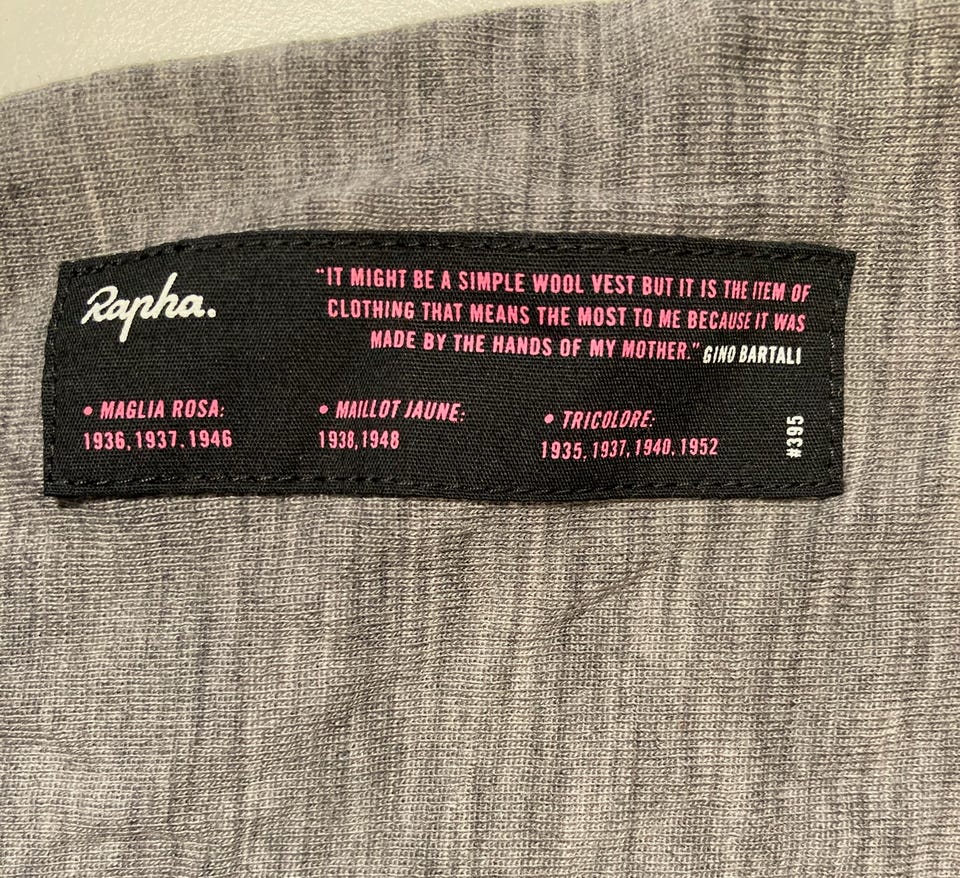 Rapha.
"IT MIGHT BE A SIMPLE WOOL VEST BUT IT IS THE ITEM OF
CLOTHING THAT MEANS THE MOST TO ME BECAUSE IT WAS
MADE BY THE HANDS OF MY MOTHER." GINO BARTALI
• MAGLIA ROSA:
1936, 1937, 1946
• MAILLOT JAUNE:
1938, 1948
• TRICOLORE:
1935, 1937, 1940, 1952
#395